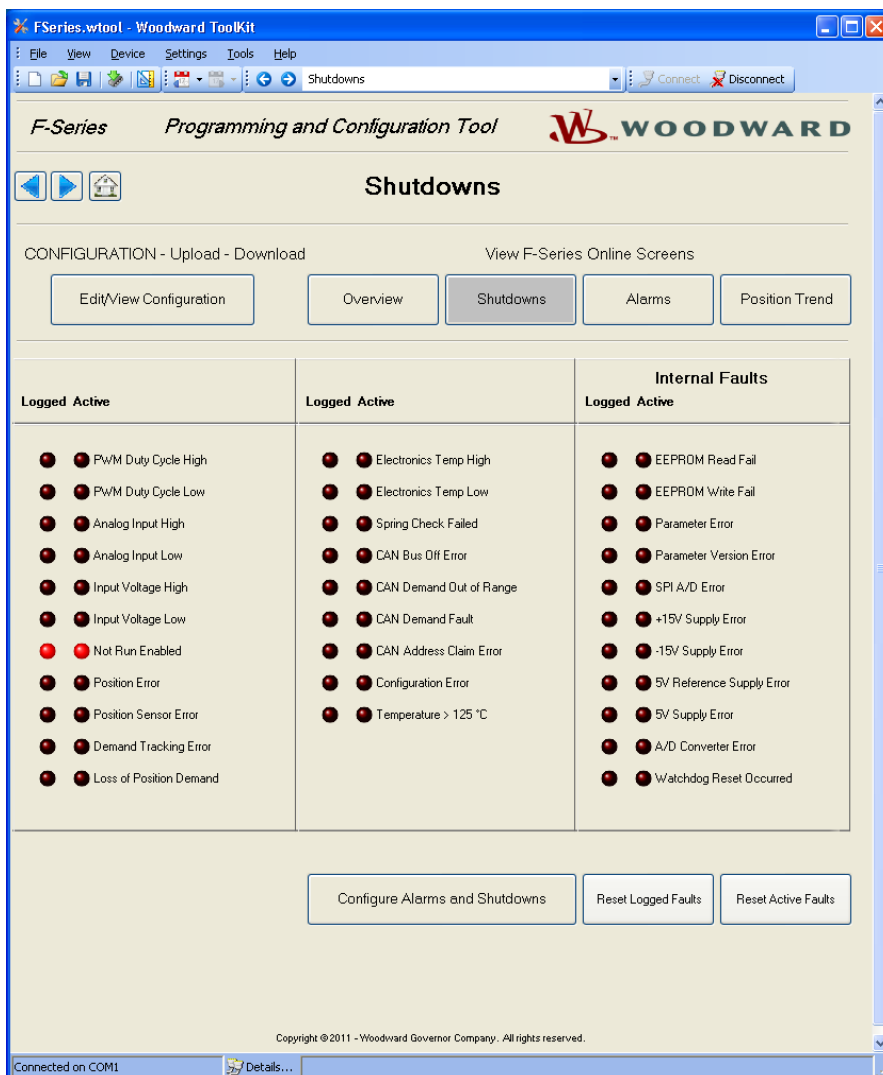 FSeries.wtool - Woodward ToolKit
File View Device Settings Tools Help
Shutdowns Connect Disconnect
F-Series Programming and Configuration Tool WOODWARD
Shutdowns
CONFIGURATION - Upload - Download View F-Series Online Screens
Edit/View Configuration Overview Shutdowns Alarms Position Trend
Internal Faults
Logged Active Logged Active Logged Active
PWM Duty Cycle High Electronics Temp High EEPROM Read Fail
PWM Duty Cycle Low Electronics Temp Low EEPROM Write Fail
Analog Input High Spring Check Failed Parameter Error
Analog Input Low CAN Bus Off Error Parameter Version Error
Input Voltage High CAN Demand Out of Range SPI A/D Error
Input Voltage Low CAN Demand Fault +15V Supply Error
Not Run Enabled CAN Address Claim Error -15V Supply Error
Position Error Configuration Error 5V Reference Supply Error
Position Sensor Error Temperature > 125 °C 5V Supply Error
Demand Tracking Error A/D Converter Error
Loss of Position Demand Watchdog Reset Occurred
Configure Alarms and Shutdowns Reset Logged Faults Reset Active Faults
Copyright © 2011 - Woodward Governor Company. All rights reserved.
Connected on COM1 Details...